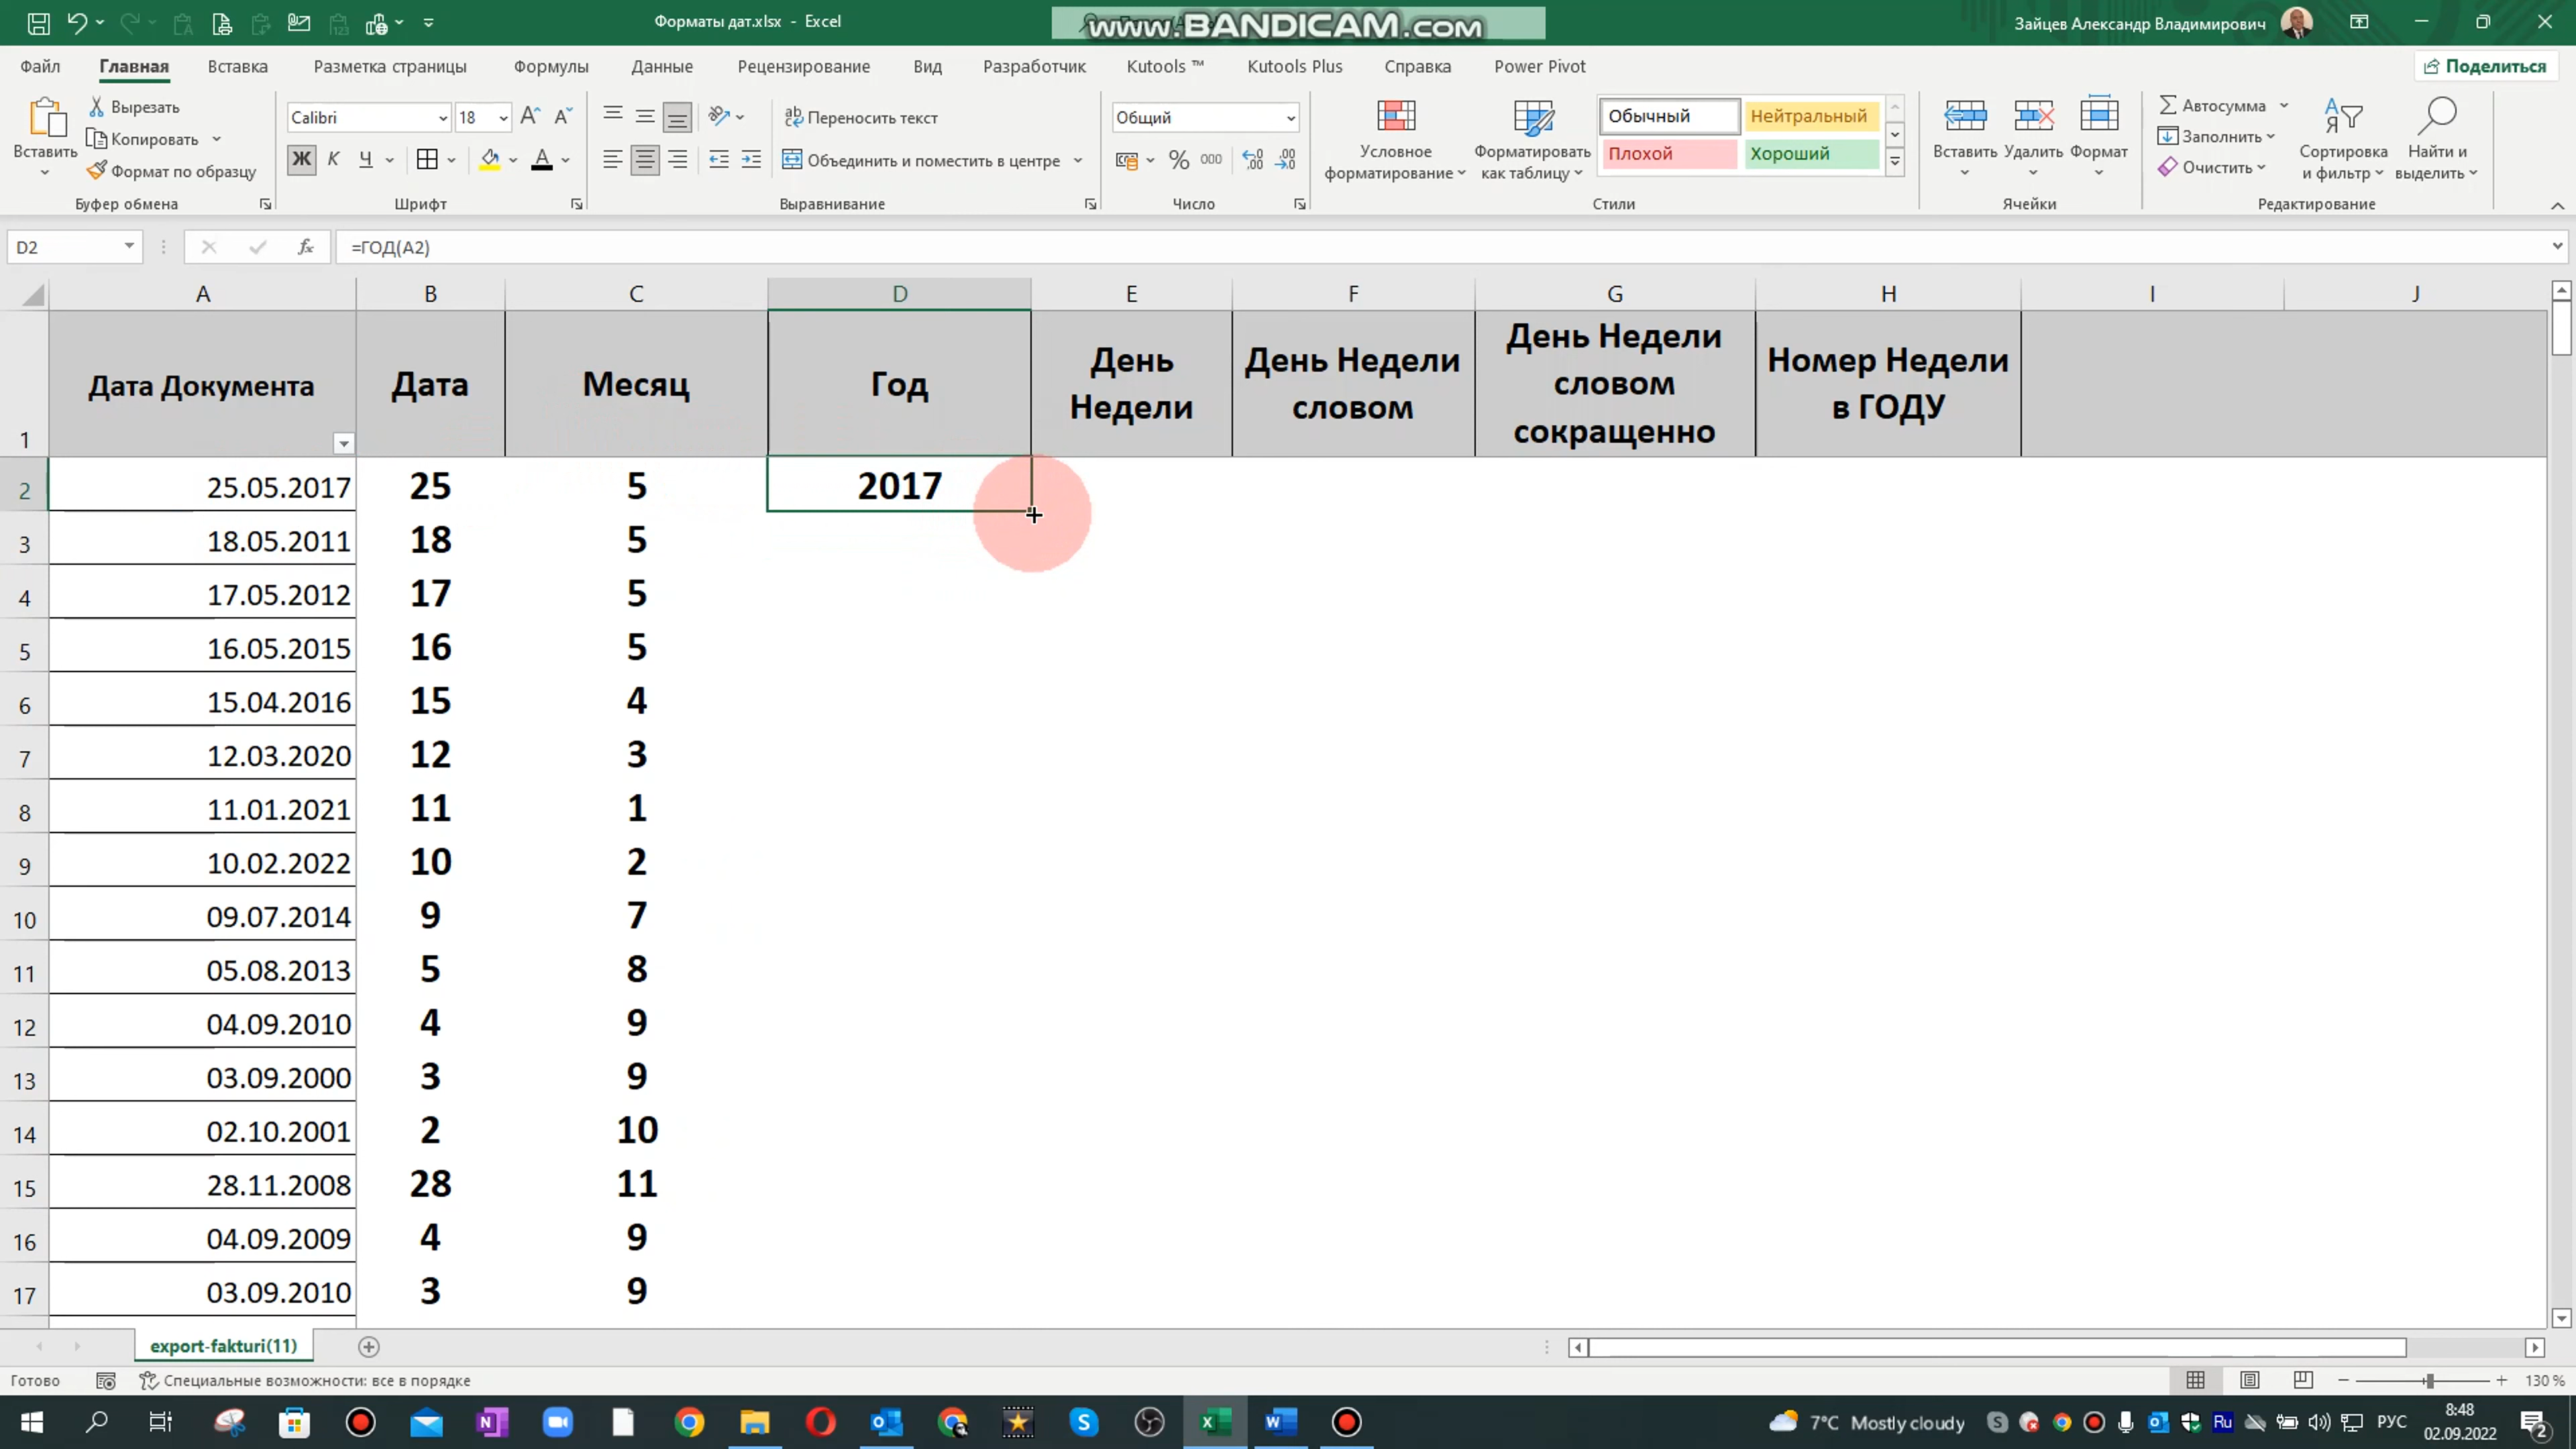 Форматы дат.xlsx - Excel
www.BANDICAM.com
Зайцев Александр Владимирович
Файл Главная Вставка Разметка страницы Формулы Данные Рецензирование Вид Разработчик Kutools ™ Kutools Plus Справка Power Pivot Поделиться
Вставить
Вырезать
Копировать
Формат по образцу
Буфер обмена
Calibri 18
Ж К Ч
Шрифт
Переносить текст
Объединить и поместить в центре
Выравнивание
Общий
% 000
Число
Условное форматирование
Форматировать как таблицу
Обычный Нейтральный
Плохой Хороший
Стили
Вставить Удалить Формат
Ячейки
Автосумма
Заполнить
Очистить
Сортировка и фильтр
Найти и выделить
Редактирование
D2 fx =ГОД(A2)
A B C D E F G H I J
1 Дата Документа Дата Месяц Год День Недели День Недели словом День Недели словом сокращенно Номер Недели в ГОДУ
2 25.05.2017 25 5 2017
3 18.05.2011 18 5
4 17.05.2012 17 5
5 16.05.2015 16 5
6 15.04.2016 15 4
7 12.03.2020 12 3
8 11.01.2021 11 1
9 10.02.2022 10 2
10 09.07.2014 9 7
11 05.08.2013 5 8
12 04.09.2010 4 9
13 03.09.2000 3 9
14 02.10.2001 2 10
15 28.11.2008 28 11
16 04.09.2009 4 9
17 03.09.2010 3 9
export-fakturi(11)
Готово Специальные возможности: все в порядке 130 %
7°C Mostly cloudy Ru РУС 8:48
02.09.2022 2